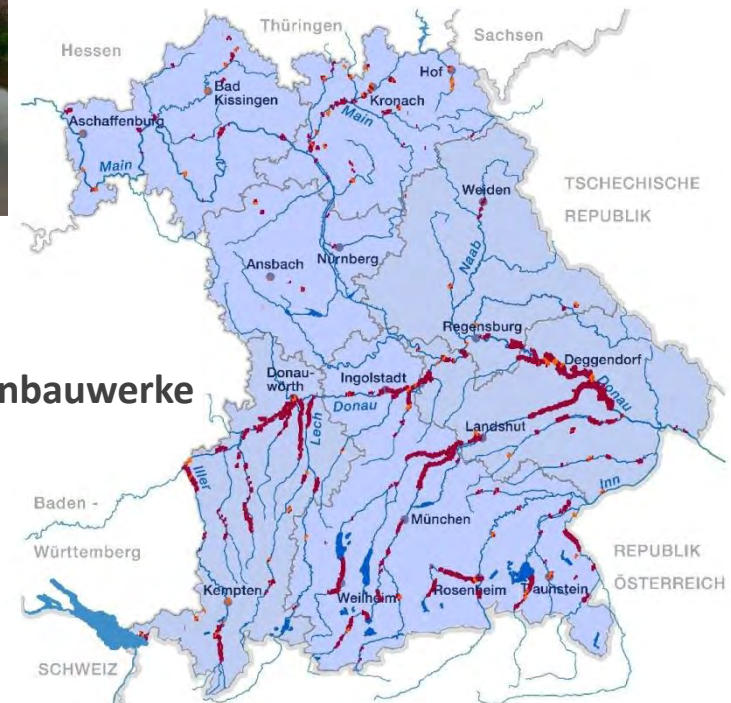 Thüringen
Sachsen
Hessen
Hof
Bad
Kissingen
Kronach
Aschaffenburg
Main
Main
Weiden
TSCHECHISCHE
REPUBLIK
Naab
Nürnberg
Ansbach
Regensburg
Deggendorf
Donau-
wörth
Ingolstadt
nbauwerke
Donau
Donau
Lech
Landshut
Iller
Inn
Baden -
Württemberg
München
REPUBLIK
ÖSTERREICH
Kempten
Weilheim
Rosenheim
Traunstein
SCHWEIZ